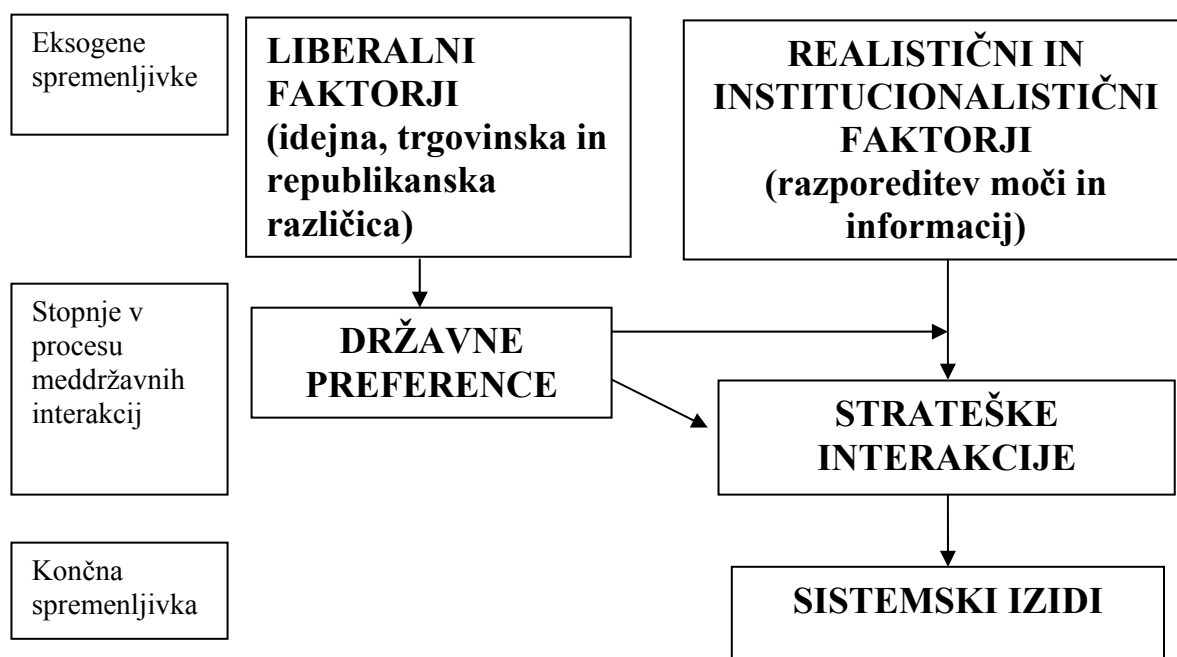 Eksogene
spremenljivke
LIBERALNI
FAKTORJI
(idejna, trgovinska in
republikanska
različica)
REALISTIČNI IN
INSTITUCIONALISTIČNI
FAKTORJI
(razporeditev moči in
informacij)
Stopnje v
procesu
meddržavnih
interakcij
DRŽAVNE
PREFERENCE
STRATEŠKE
INTERAKCIJE
Končna
spremenljivka
SISTEMSKI IZIDI